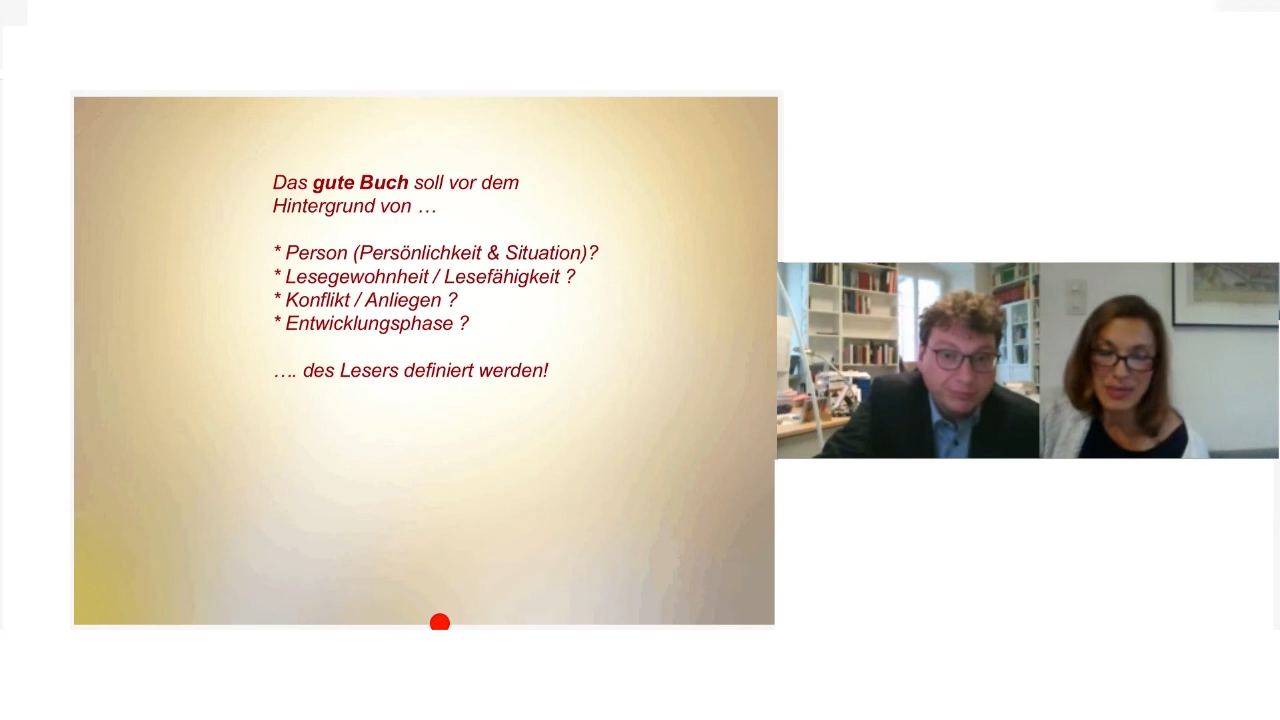 Das gute Buch soll vor dem
Hintergrund von …
* Person (Persönlichkeit & Situation)?
* Lesegewohnheit / Lesefähigkeit ?
* Konflikt / Anliegen ?
* Entwicklungsphase ?
…. des Lesers definiert werden!